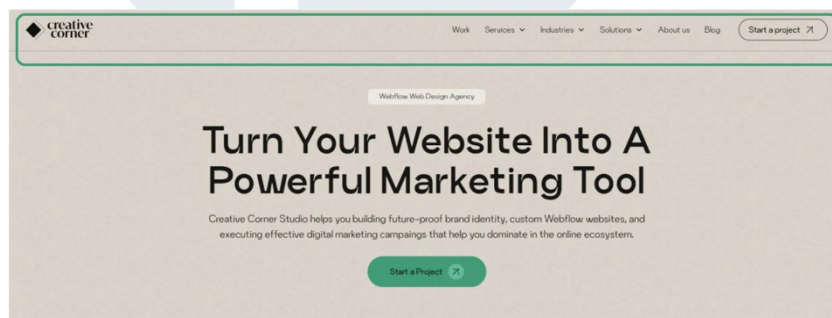 creative
corner
Work Services Industries Solutions About us Blog Start a project
Webflow Web Design Agency
Turn Your Website Into A
Powerful Marketing Tool
Creative Corner Studio helps you building future-proof brand identity, custom Webflow websites, and
executing effective digital marketing campaings that help you dominate in the online ecosystem.
Start a Project